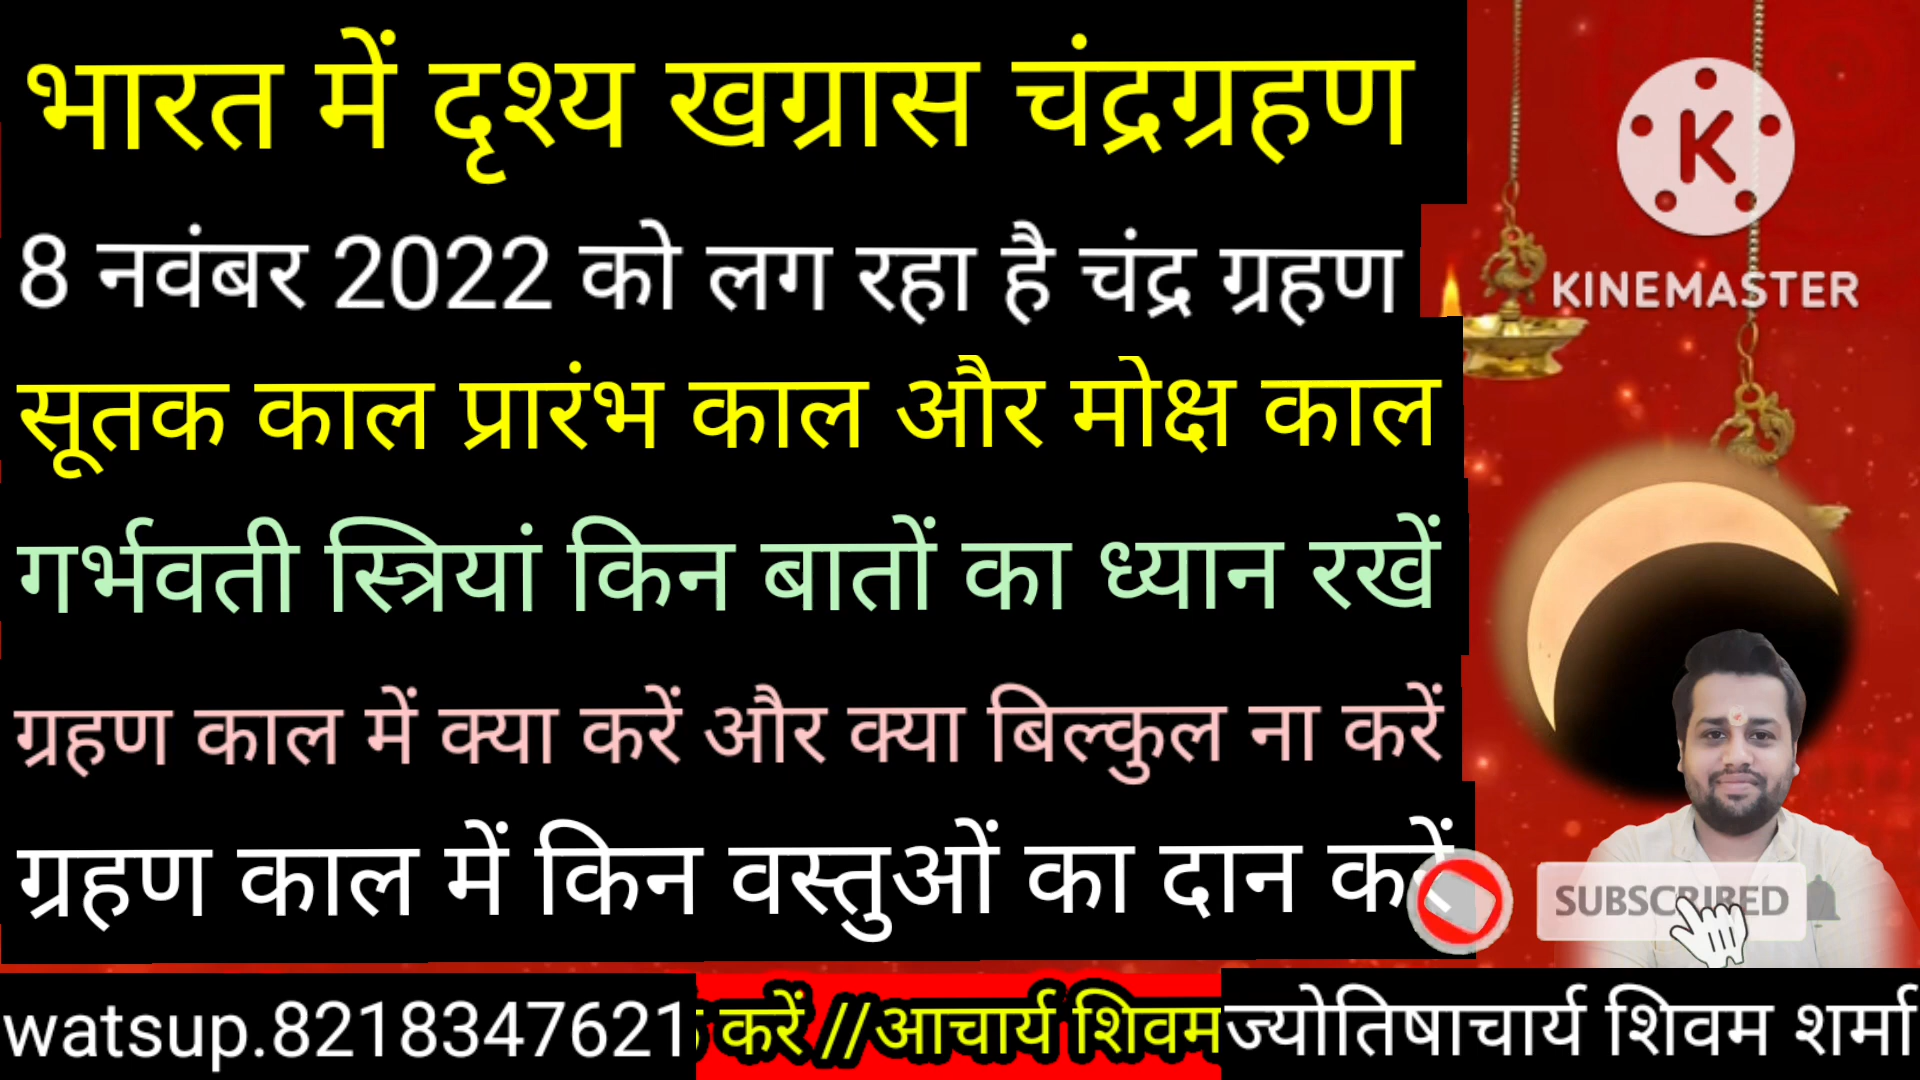 भारत में दृश्य खग्रास चंद्रग्रहण
8 नवंबर 2022 को लग रहा है चंद्र ग्रहण
सूतक काल प्रारंभ काल और मोक्ष काल
गर्भवती स्त्रियां किन बातों का ध्यान रखें
ग्रहण काल में क्या करें और क्या बिल्कुल ना करें
ग्रहण काल में किन वस्तुओं का दान करें
K
KINEMASTER
SUBSCRIBED
watsup.8218347621
करें //आचार्य शिवम
ज्योतिषाचार्य शिवम शर्मा